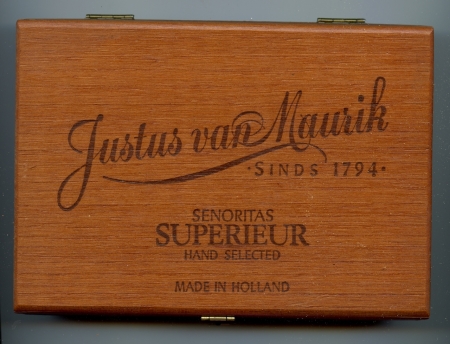 Justus van Maurik
·SINDS 1794·
SENORITAS
SUPERIEUR
HAND SELECTED
MADE IN HOLLAND